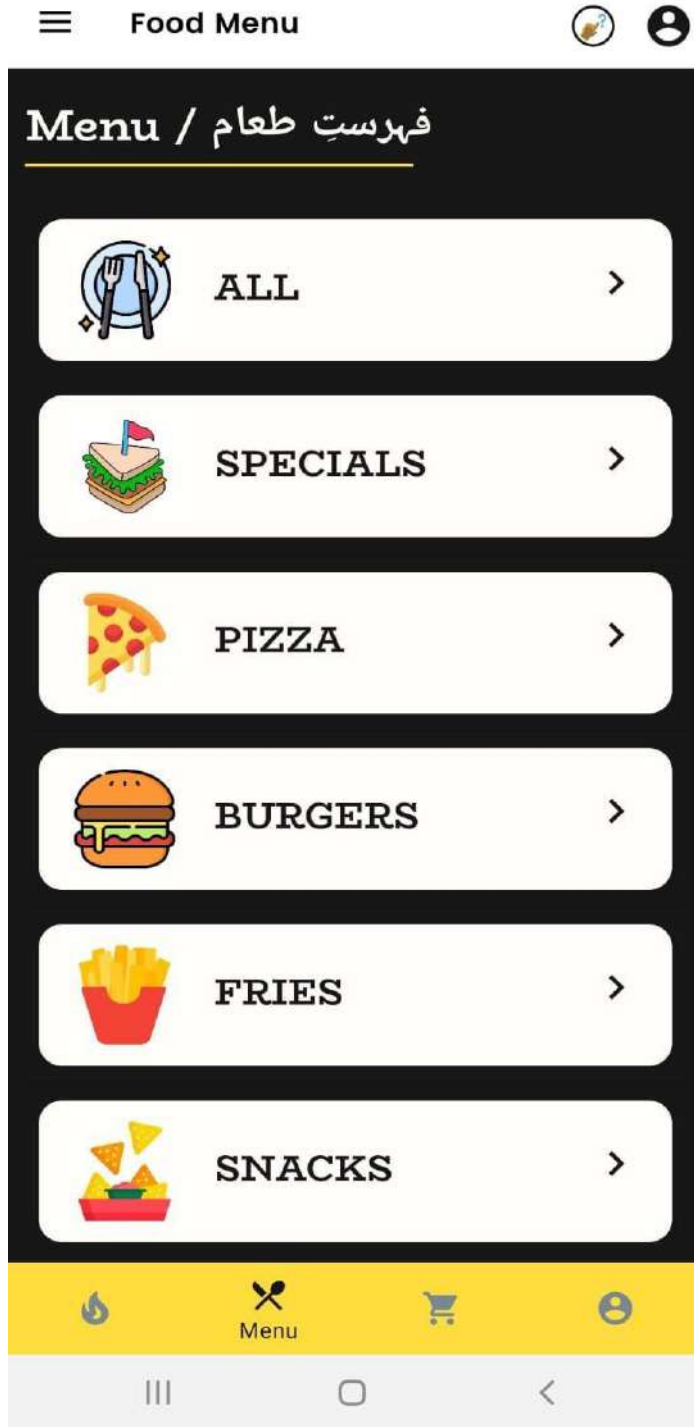 Food Menu
Menu / فہرستِ طعام
ALL
SPECIALS
PIZZA
BURGERS
FRIES
SNACKS
Menu